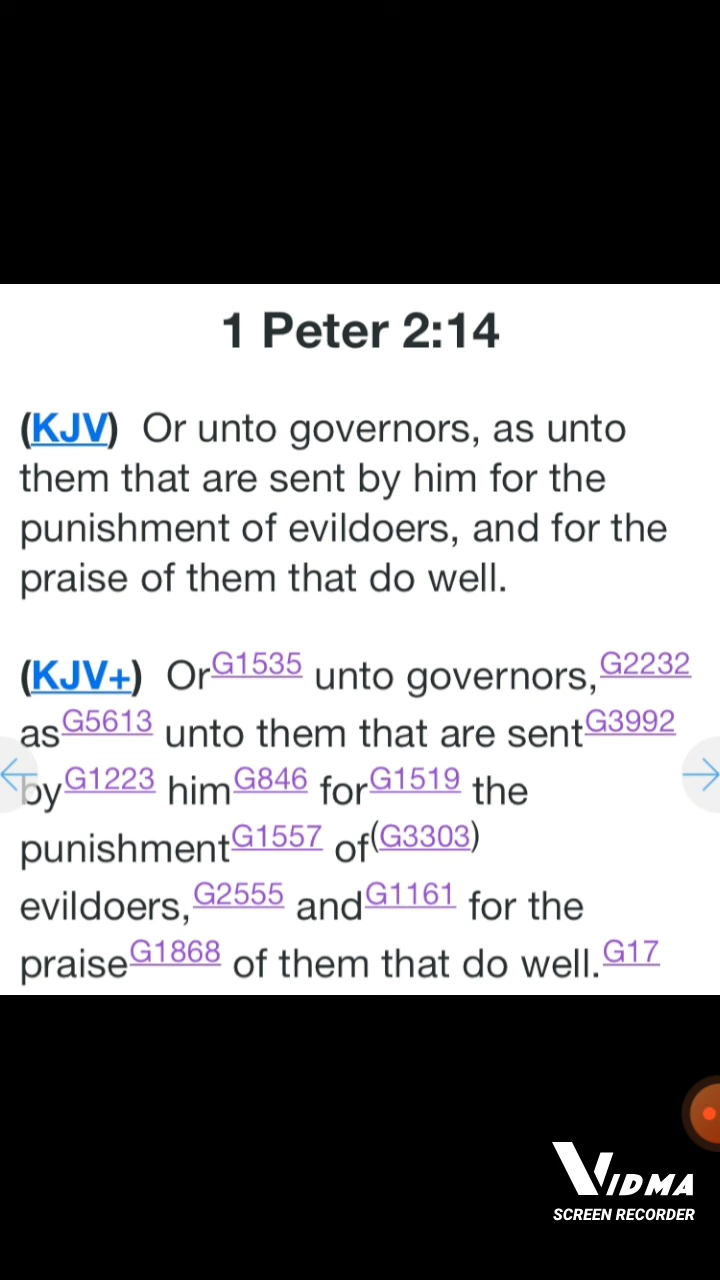 1 Peter 2:14
(KJV) Or unto governors, as unto
them that are sent by him for the
punishment of evildoers, and for the
praise of them that do well.
(KJV+) OrG1535 unto governors,G2232
asG5613 unto them that are sentG3992
byG1223 himG846 forG1519 the
punishmentG1557 of(G3303)
evildoers,G2555 andG1161 for the
praiseG1868 of them that do well.G17
VIDMA
SCREEN RECORDER